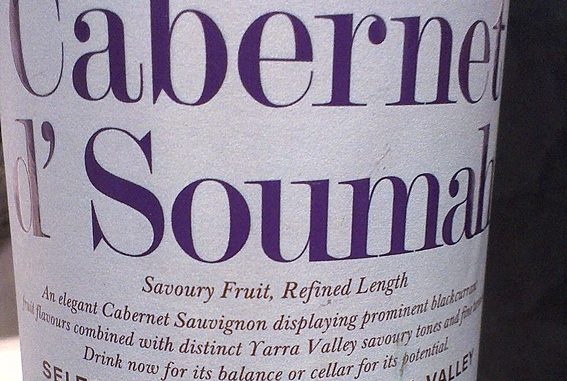 Cabernet
d' Soumah
Savoury Fruit, Refined Length
An elegant Cabernet Sauvignon displaying prominent blackcurrant
fruit flavours combined with distinct Yarra Valley savoury tones and fine
Drink now for its balance or cellar for its potential.
VALLEY